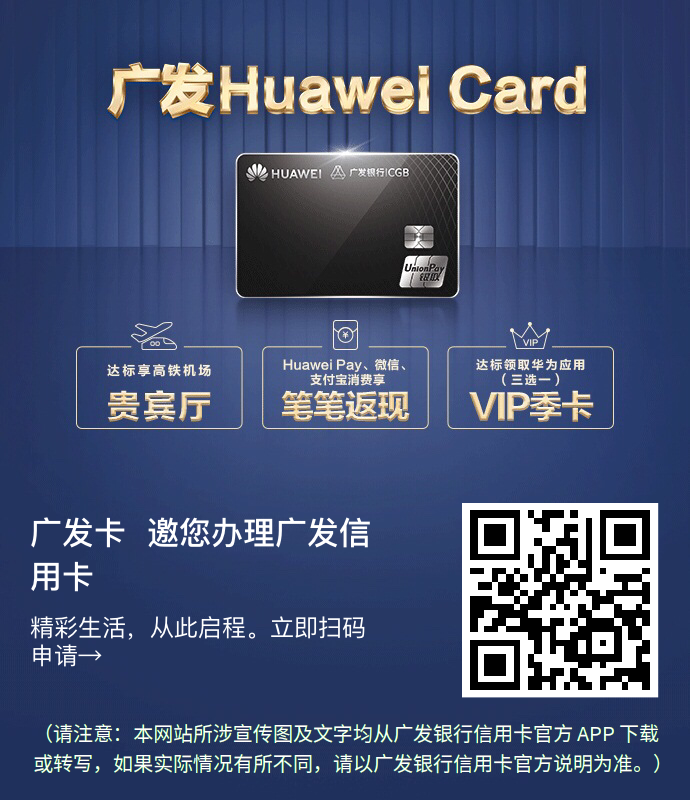 广发Huawei Card
HUAWEI 广发银行|CGB
UnionPay
银联
达标享高铁机场
贵宾厅
Huawei Pay、微信、
支付宝消费享
笔笔返现
VIP
达标领取华为应用
（三选一）
VIP季卡
广发卡 邀您办理广发信
用卡
精彩生活，从此启程。立即扫码
申请→
（请注意：本网站所涉宣传图及文字均从广发银行信用卡官方 APP 下载
或转写，如果实际情况有所不同，请以广发银行信用卡官方说明为准。）